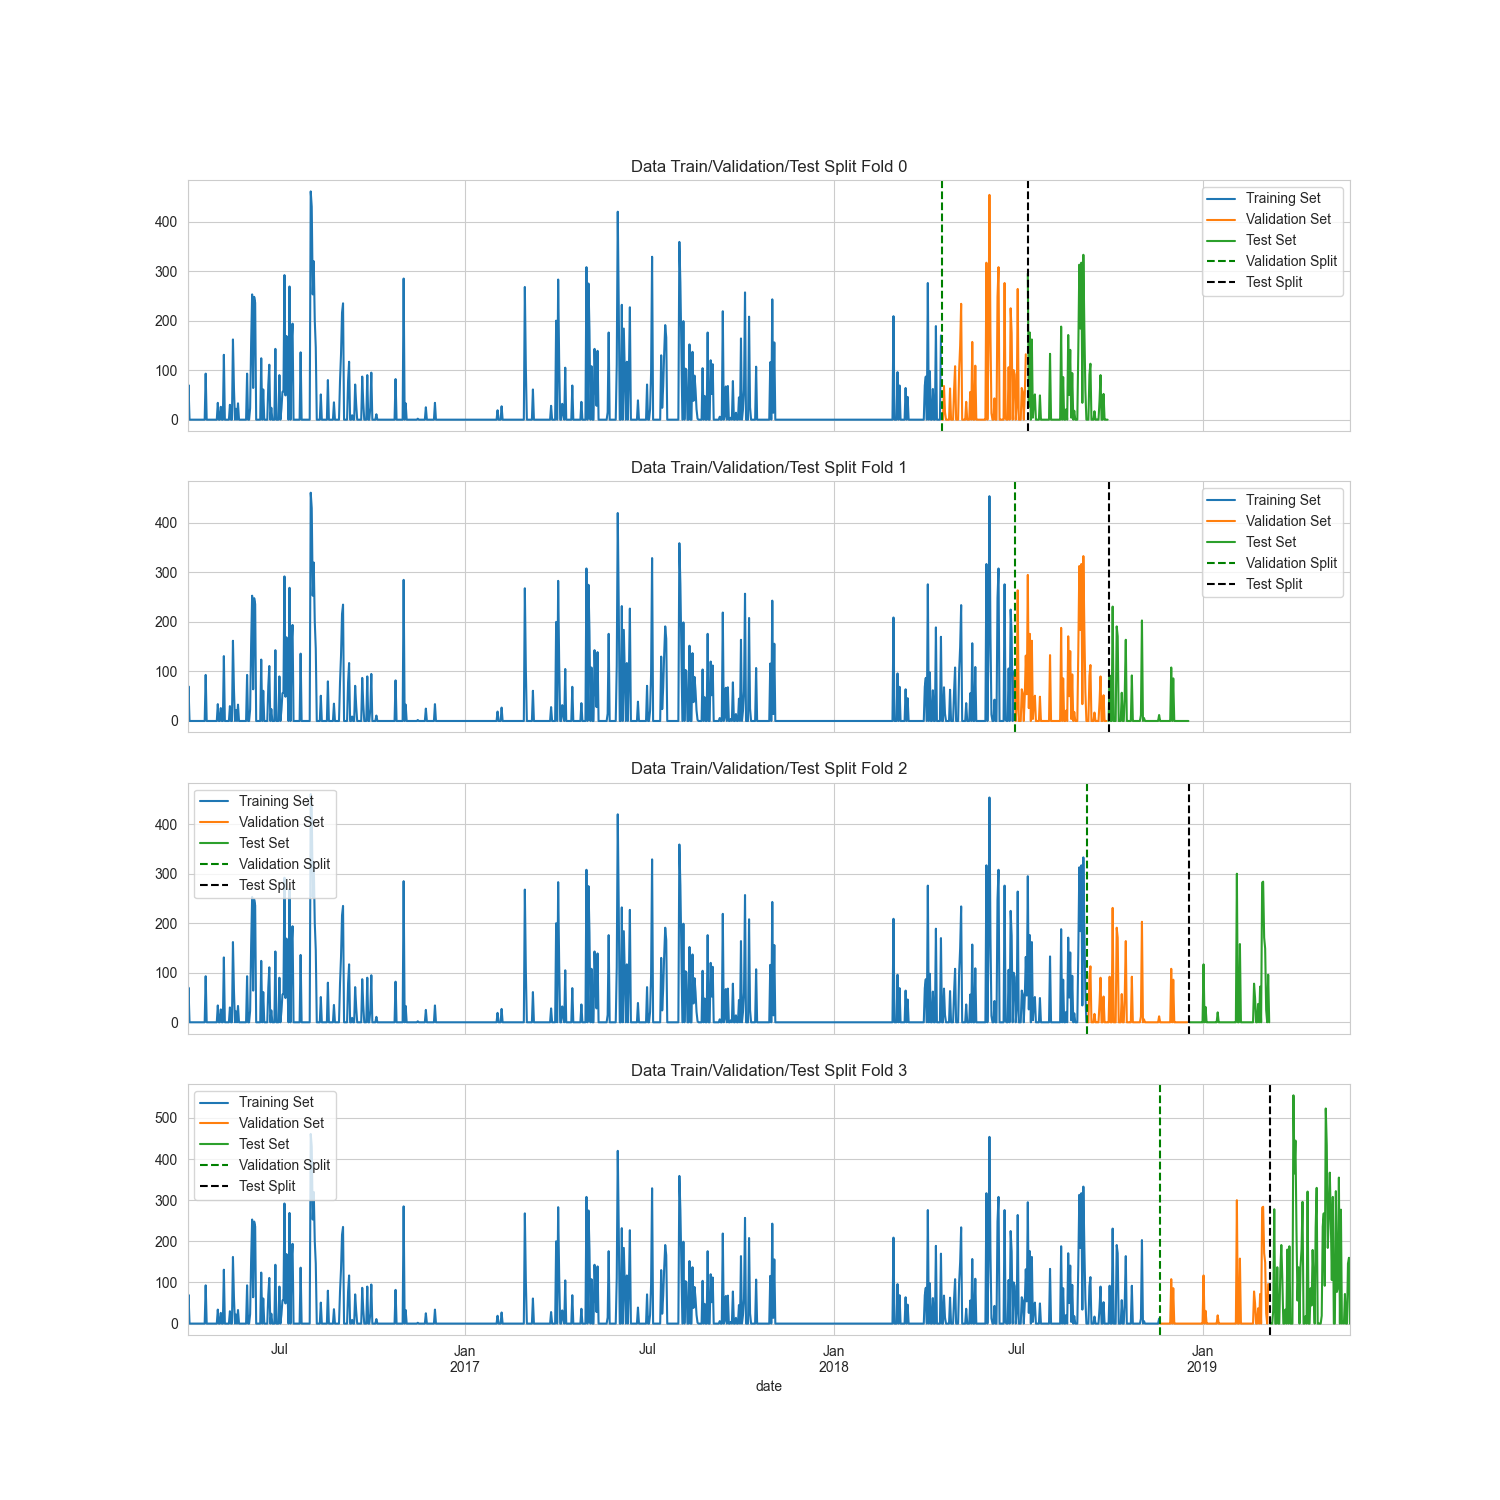 Data Train/Validation/Test Split Fold 0
400
300
200
100
0
Training Set
Validation Set
Test Set
Validation Split
Test Split
Data Train/Validation/Test Split Fold 1
400
300
200
100
0
Training Set
Validation Set
Test Set
Validation Split
Test Split
Data Train/Validation/Test Split Fold 2
400
300
200
100
0
Training Set
Validation Set
Test Set
Validation Split
Test Split
Data Train/Validation/Test Split Fold 3
500
400
300
200
100
0
Training Set
Validation Set
Test Set
Validation Split
Test Split
Jul Jan Jul Jan Jul Jan
2017 2018 2019
date